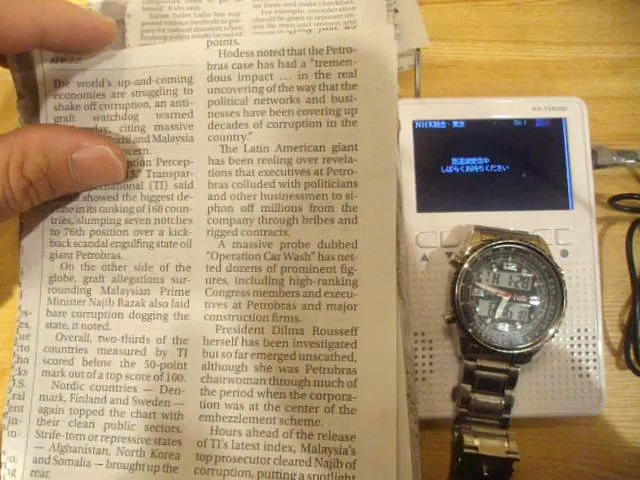 AFP-JIJI
The world's up-and-coming
economies are struggling to
shake off corruption, an anti-
graft watchdog warned
citing massive
Brazil and Malaysia
Percep-
Transpar-
(TI) said
showed the biggest de-
in its ranking of 168 coun-
tries, slumping seven notches
to 76th position over a kick-
back scandal engulfing state oil
giant Petrobras.
On the other side of the
globe, graft allegations sur-
rounding Malaysian Prime
Minister Najib Razak also laid
bare corruption dogging the
state, it noted.
Overall, two-thirds of the
countries measured by TI
scored below the 50-point
mark out of a top score of 100.
Nordic countries — Den-
mark, Finland and Sweden —
again topped the chart with
their clean public sectors.
Strife-torn or repressive states
— Afghanistan, North Korea
and Somalia — brought up the
rear.
points.
Hodess noted that the Petro-
bras case has had a "tremen-
dous impact ... in the real
uncovering of the way that the
political networks and busi-
nesses have been covering up
decades of corruption in the
country."
The Latin American giant
has been reeling over revela-
tions that executives at Petro-
bras colluded with politicians
and other businessmen to si-
phon off millions from the
company through bribes and
rigged contracts.
A massive probe dubbed
"Operation Car Wash" has net-
ted dozens of prominent fig-
ures, including high-ranking
Congress members and execu-
tives at Petrobras and major
construction firms.
President Dilma Rousseff
herself has been investigated
but so far emerged unscathed,
although she was Petrobras
chairwoman through much of
the period when the corpora-
tion was at the center of the
embezzlement scheme.
Hours ahead of the release
of TI's latest index, Malaysia's
top prosecutor cleared Najib of
corruption, putting a spotlight
NHK総合・東京
しばらくお待ちください